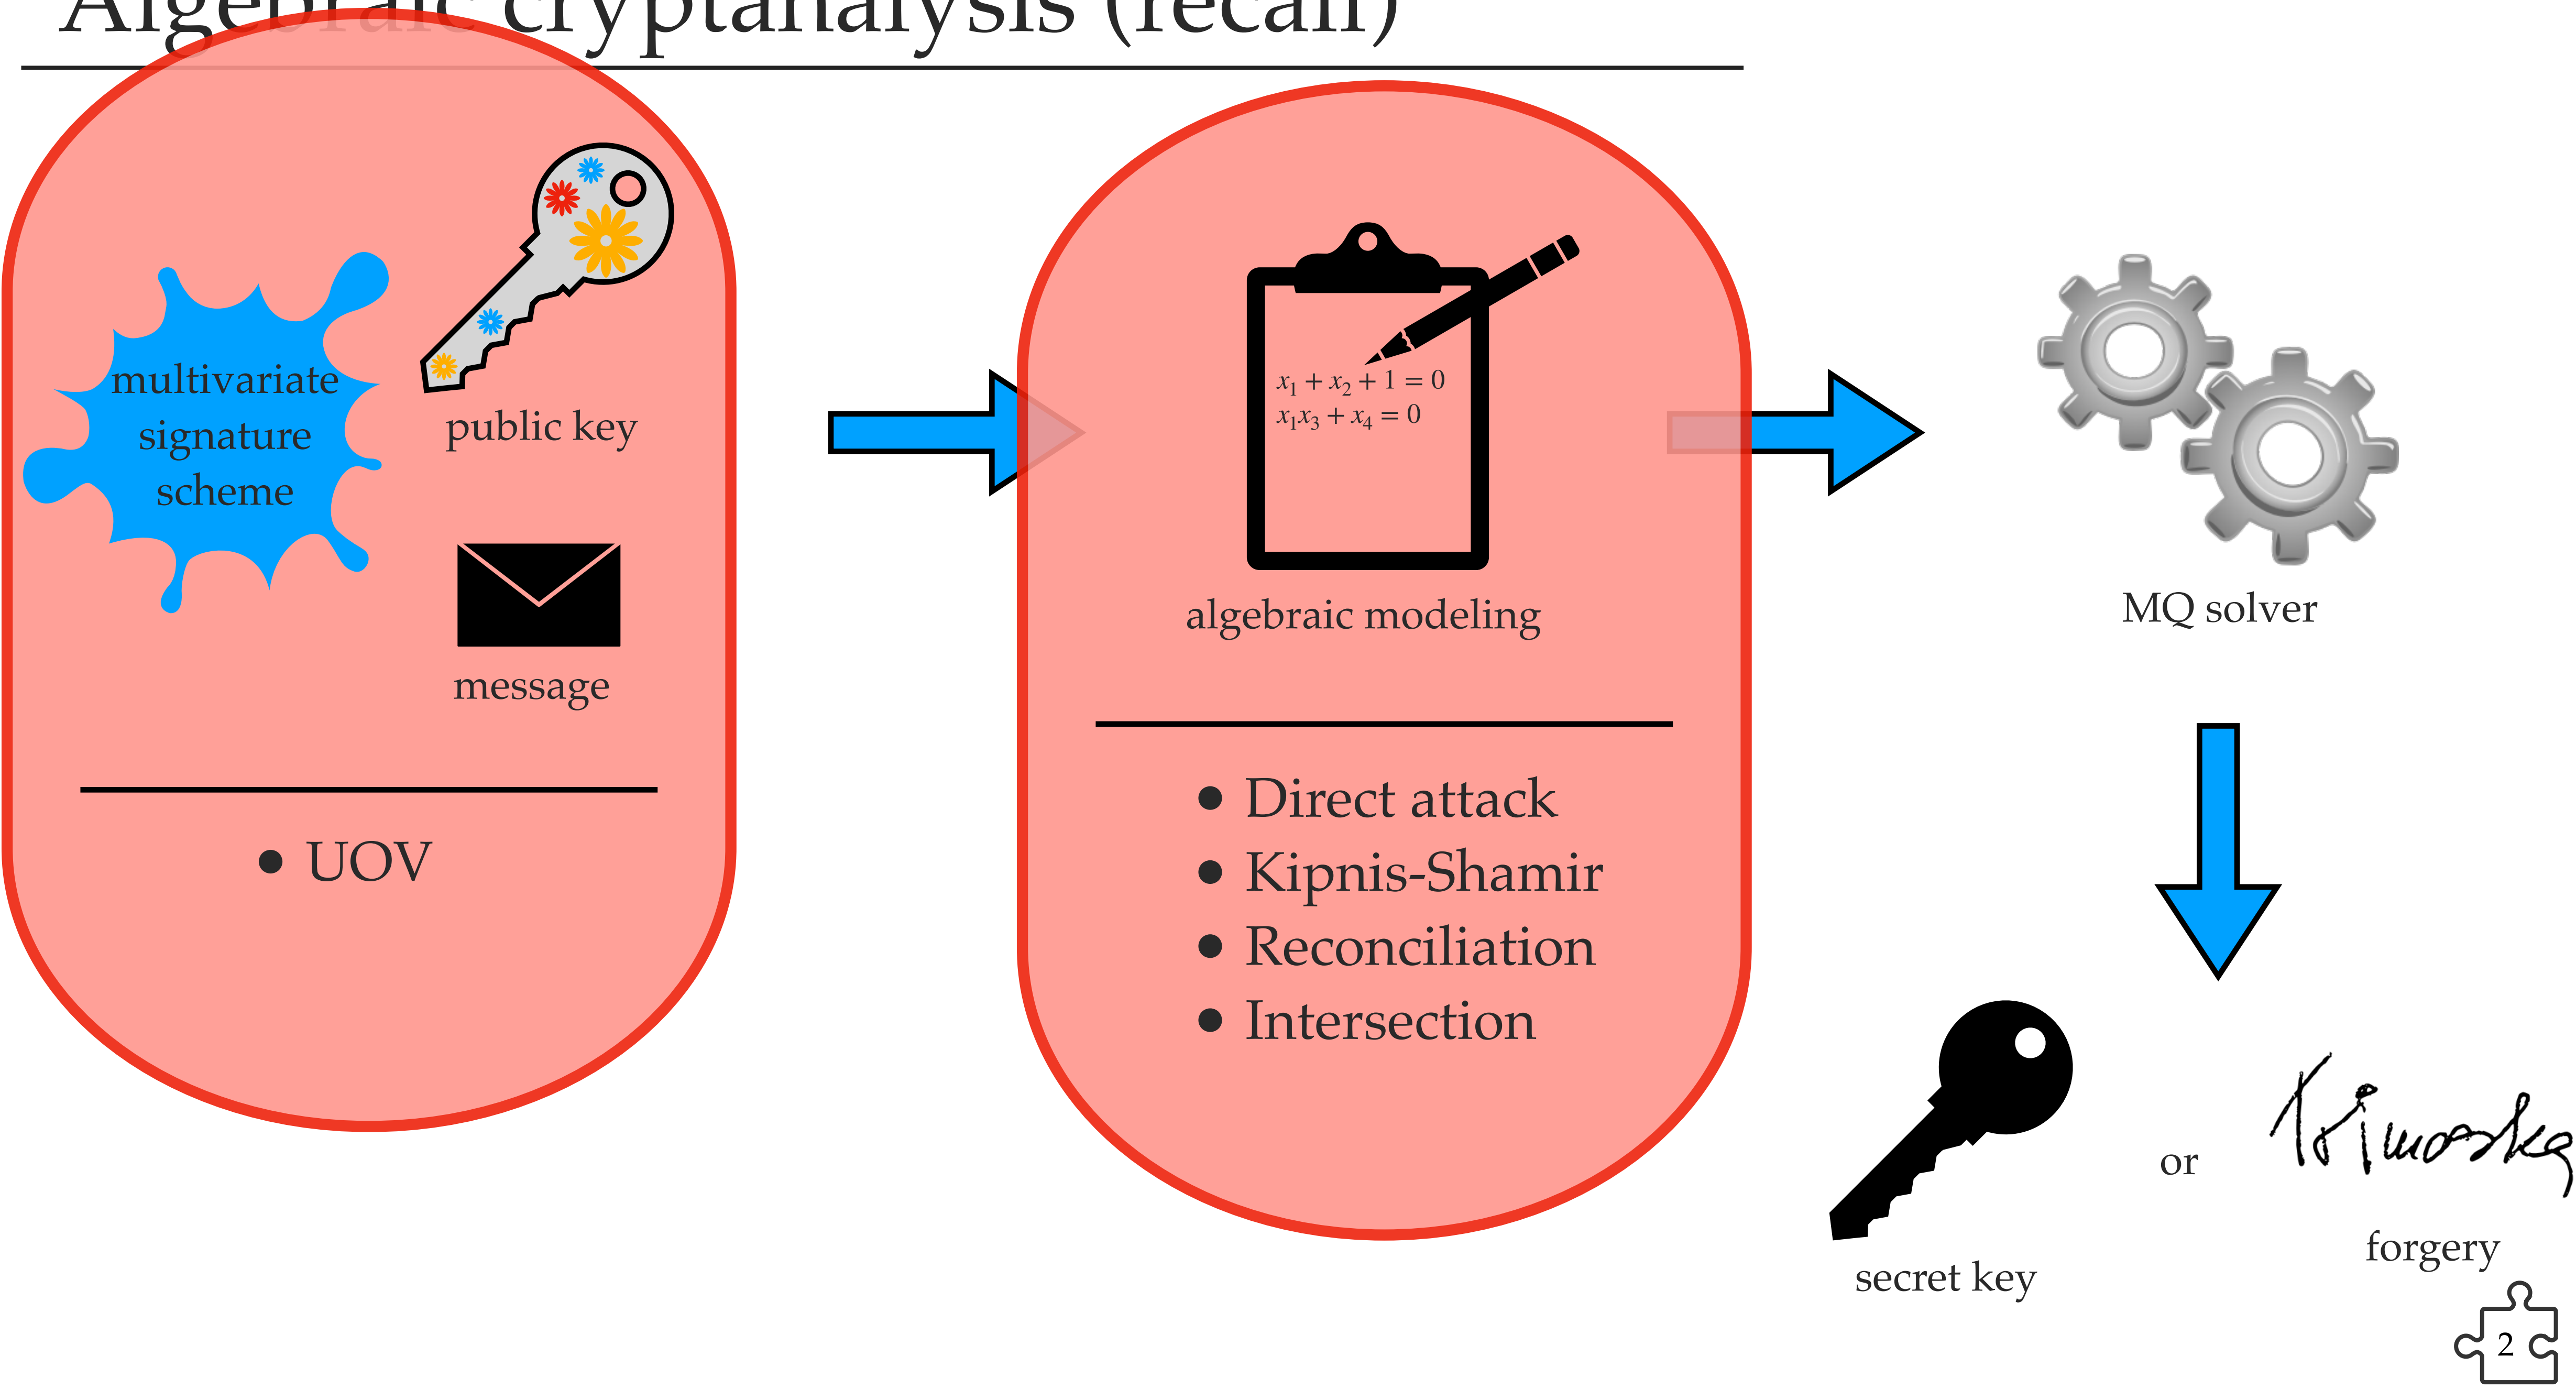 Algebraic cryptanalysis (recall)
multivariate
signature
scheme
public key
message
• UOV
x₁ + x₂ + 1 = 0
x₁x₃ + x₄ = 0
algebraic modeling
• Direct attack
• Kipnis-Shamir
• Reconciliation
• Intersection
MQ solver
secret key
or
forgery
2